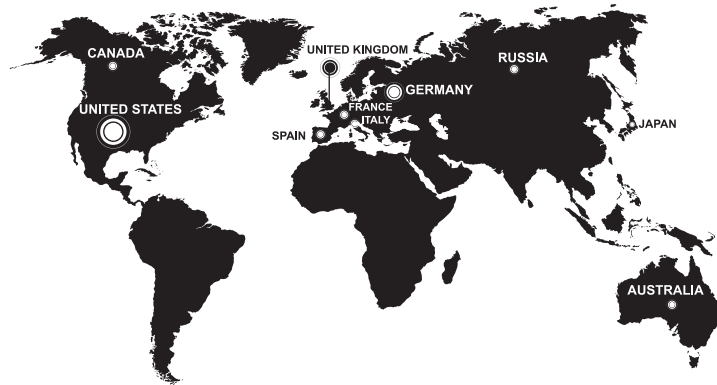 CANADA
UNITED KINGDOM
RUSSIA
UNITED STATES
GERMANY
FRANCE
ITALY
SPAIN
JAPAN
AUSTRALIA